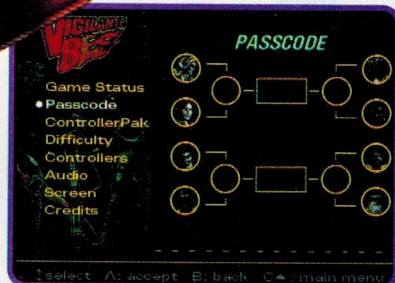 VIGILANTE
8
PASSCODE
Game Status
Passcode
ControllerPak
Difficulty
Controllers
Audio
Screen
Credits
select A: accept B: back C▲: main menu